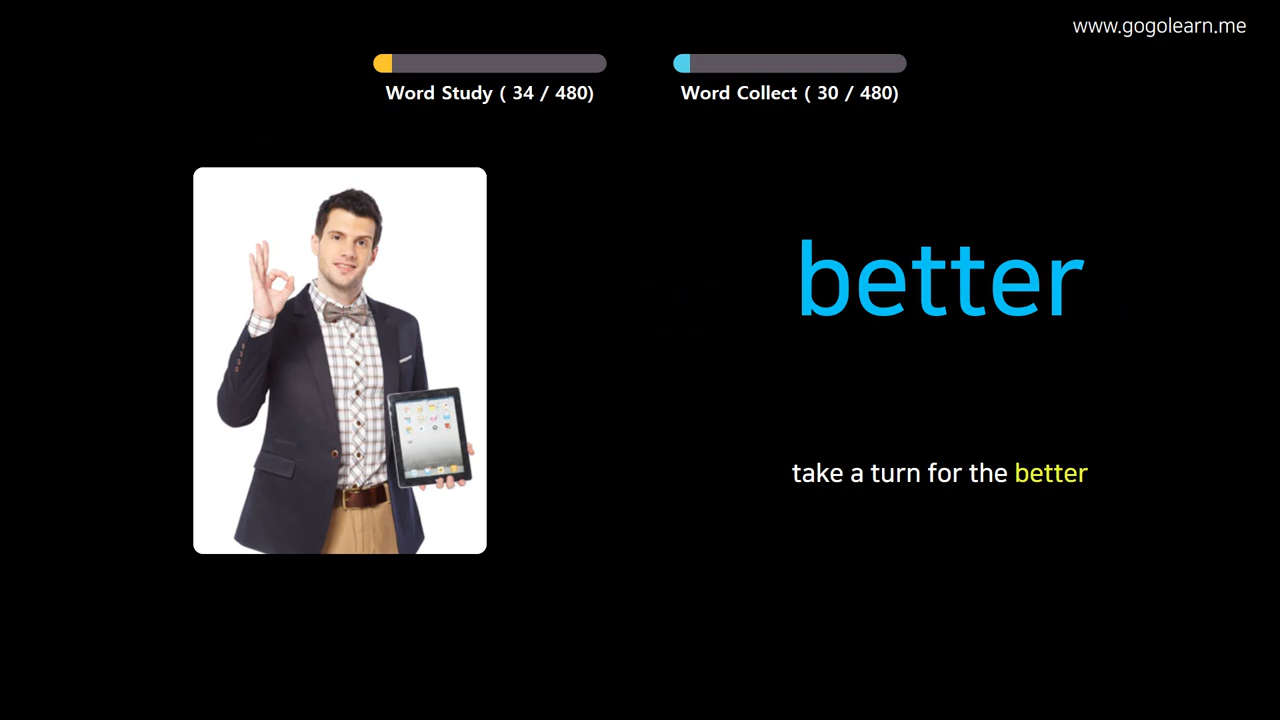 www.gogolearn.me
Word Study ( 34 / 480)
Word Collect ( 30 / 480)
better
take a turn for the better